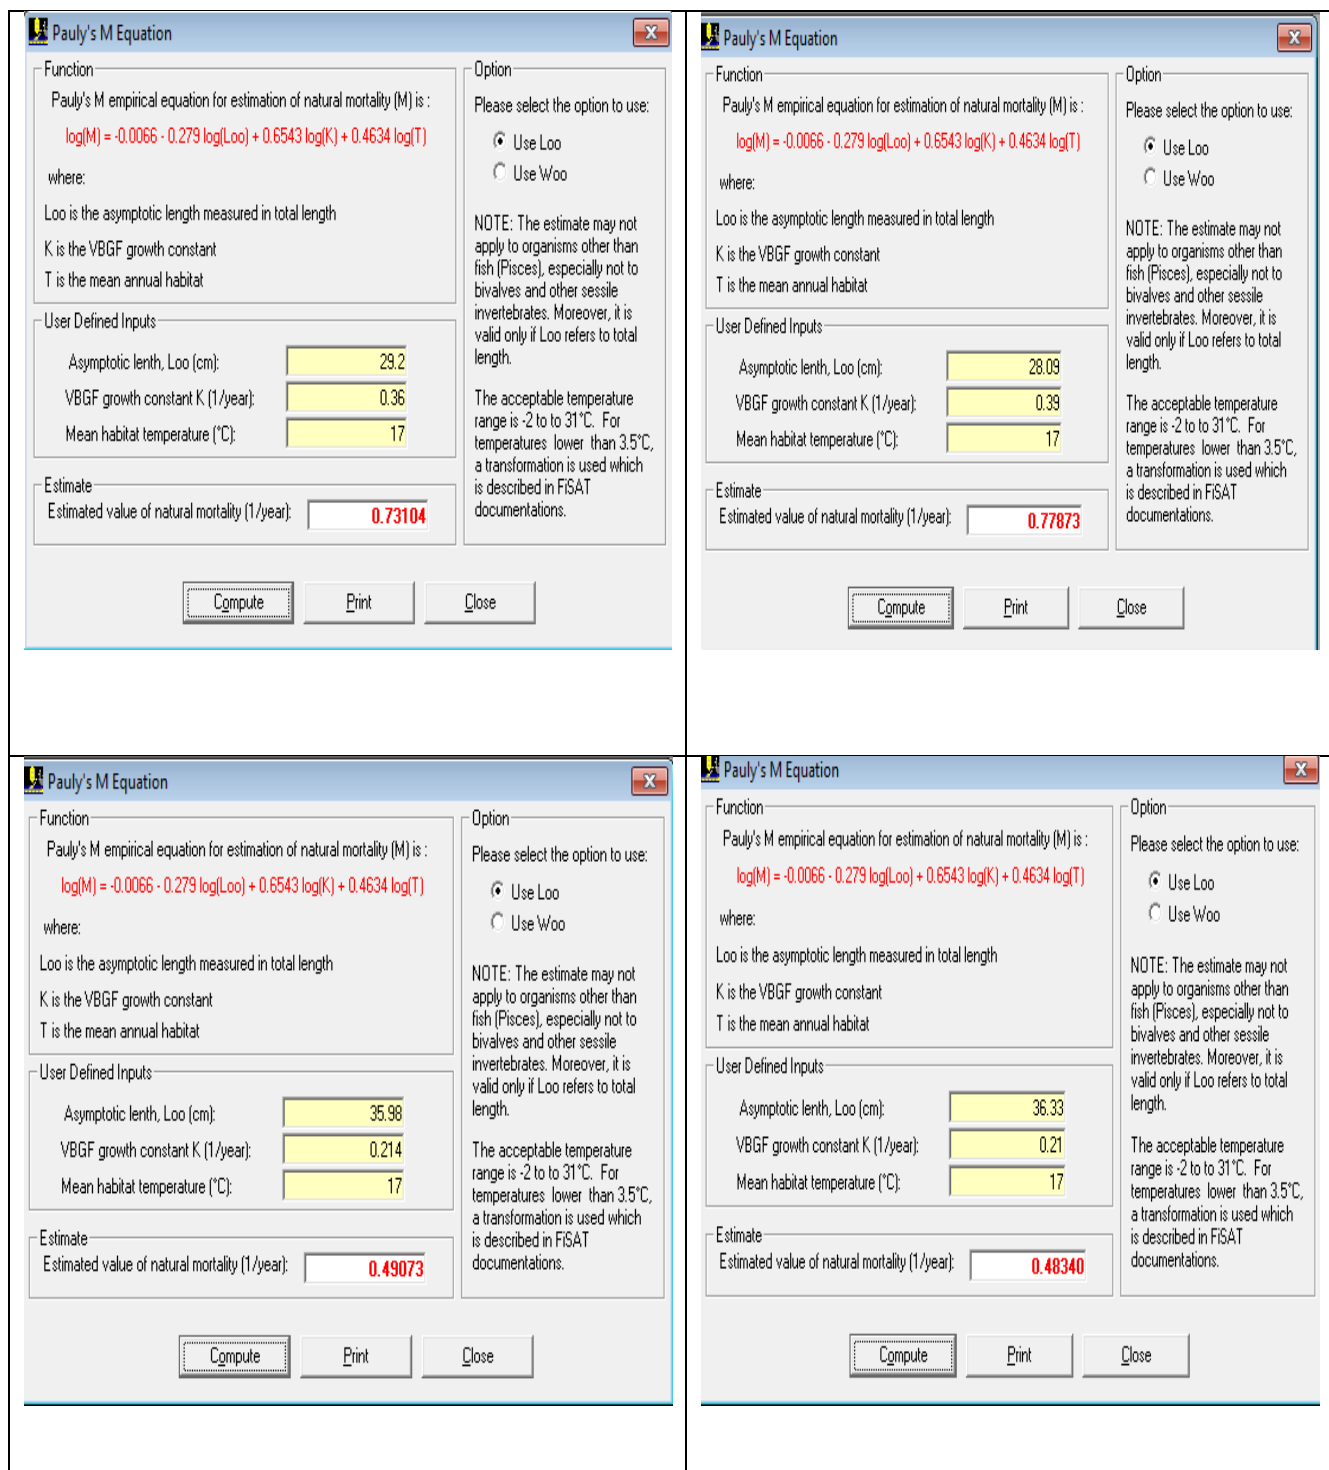 Pauly's M Equation
Function
Pauly's M empirical equation for estimation of natural mortality (M) is :
log(M) = -0.0066 - 0.279 log(Loo) + 0.6543 log(K) + 0.4634 log(T)
where:
Loo is the asymptotic length measured in total length
K is the VBGF growth constant
T is the mean annual habitat
User Defined Inputs
Asymptotic lenth, Loo (cm): 29.2
VBGF growth constant K (1/year): 0.36
Mean habitat temperature (°C): 17
Estimate
Estimated value of natural mortality (1/year): 0.73104
Option
Please select the option to use:
Use Loo
Use Woo
NOTE: The estimate may not
apply to organisms other than
fish (Pisces), especially not to
bivalves and other sessile
invertebrates. Moreover, it is
valid only if Loo refers to total
length.
The acceptable temperature
range is -2 to to 31°C. For
temperatures lower than 3.5°C,
a transformation is used which
is described in FiSAT
documentations.
Compute Print Close
Pauly's M Equation
Function
Pauly's M empirical equation for estimation of natural mortality (M) is :
log(M) = -0.0066 - 0.279 log(Loo) + 0.6543 log(K) + 0.4634 log(T)
where:
Loo is the asymptotic length measured in total length
K is the VBGF growth constant
T is the mean annual habitat
User Defined Inputs
Asymptotic lenth, Loo (cm): 28.09
VBGF growth constant K (1/year): 0.39
Mean habitat temperature (°C): 17
Estimate
Estimated value of natural mortality (1/year): 0.77873
Option
Please select the option to use:
Use Loo
Use Woo
NOTE: The estimate may not
apply to organisms other than
fish (Pisces), especially not to
bivalves and other sessile
invertebrates. Moreover, it is
valid only if Loo refers to total
length.
The acceptable temperature
range is -2 to to 31°C. For
temperatures lower than 3.5°C,
a transformation is used which
is described in FiSAT
documentations.
Compute Print Close
Pauly's M Equation
Function
Pauly's M empirical equation for estimation of natural mortality (M) is :
log(M) = -0.0066 - 0.279 log(Loo) + 0.6543 log(K) + 0.4634 log(T)
where:
Loo is the asymptotic length measured in total length
K is the VBGF growth constant
T is the mean annual habitat
User Defined Inputs
Asymptotic lenth, Loo (cm): 35.98
VBGF growth constant K (1/year): 0.214
Mean habitat temperature (°C): 17
Estimate
Estimated value of natural mortality (1/year): 0.49073
Option
Please select the option to use:
Use Loo
Use Woo
NOTE: The estimate may not
apply to organisms other than
fish (Pisces), especially not to
bivalves and other sessile
invertebrates. Moreover, it is
valid only if Loo refers to total
length.
The acceptable temperature
range is -2 to to 31°C. For
temperatures lower than 3.5°C,
a transformation is used which
is described in FiSAT
documentations.
Compute Print Close
Pauly's M Equation
Function
Pauly's M empirical equation for estimation of natural mortality (M) is :
log(M) = -0.0066 - 0.279 log(Loo) + 0.6543 log(K) + 0.4634 log(T)
where:
Loo is the asymptotic length measured in total length
K is the VBGF growth constant
T is the mean annual habitat
User Defined Inputs
Asymptotic lenth, Loo (cm): 36.33
VBGF growth constant K (1/year): 0.21
Mean habitat temperature (°C): 17
Estimate
Estimated value of natural mortality (1/year): 0.48340
Option
Please select the option to use:
Use Loo
Use Woo
NOTE: The estimate may not
apply to organisms other than
fish (Pisces), especially not to
bivalves and other sessile
invertebrates. Moreover, it is
valid only if Loo refers to total
length.
The acceptable temperature
range is -2 to to 31°C. For
temperatures lower than 3.5°C,
a transformation is used which
is described in FiSAT
documentations.
Compute Print Close